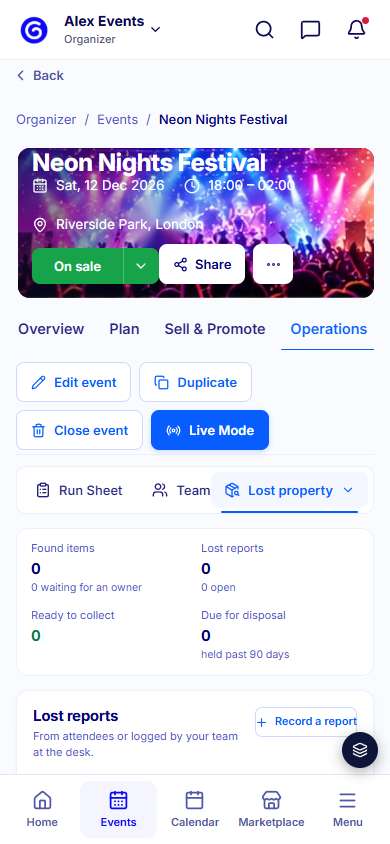 Alex Events
Organizer
Back
Organizer / Events / Neon Nights Festival
Neon Nights Festival
Sat, 12 Dec 2026 18:00 – 02:00
Riverside Park, London
On sale
Share
Overview Plan Sell & Promote Operations
Edit event Duplicate
Close event Live Mode
Run Sheet Team Lost property
Found items Lost reports
0 0
0 waiting for an owner 0 open
Ready to collect Due for disposal
0 0
held past 90 days
Lost reports
Record a report
From attendees or logged by your team
at the desk.
Home Events Calendar Marketplace Menu